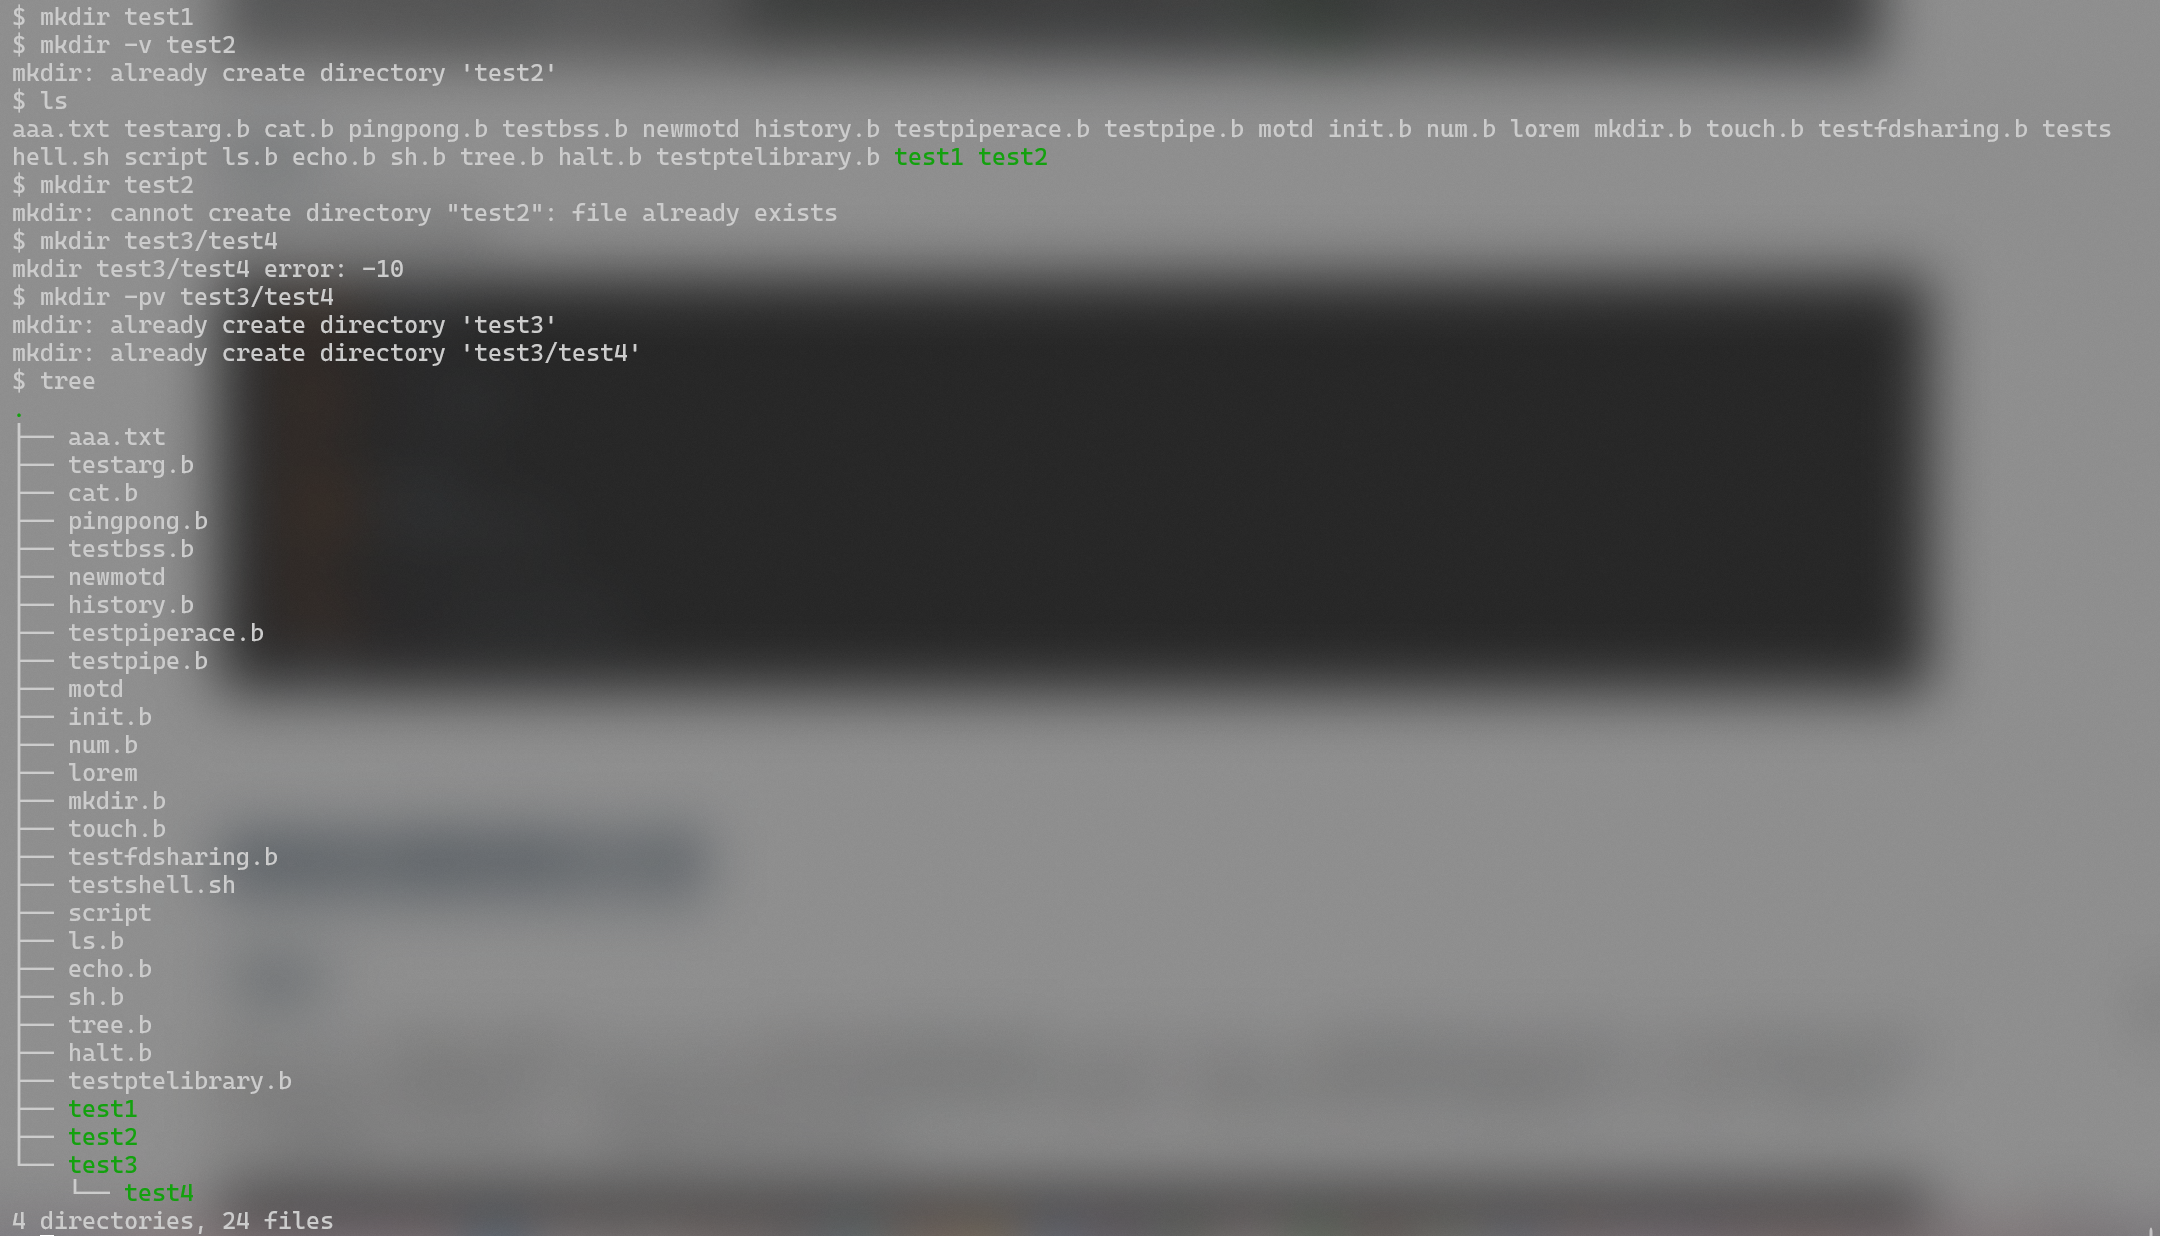 $ mkdir test1
$ mkdir -v test2
mkdir: already create directory 'test2'
$ ls
aaa.txt testarg.b cat.b pingpong.b testbss.b newmotd history.b testpiperace.b testpipe.b motd init.b num.b lorem mkdir.b touch.b testfdsharing.b tests
hell.sh script ls.b echo.b sh.b tree.b halt.b testptelibrary.b test1 test2
$ mkdir test2
mkdir: cannot create directory "test2": file already exists
$ mkdir test3/test4
mkdir test3/test4 error: -10
$ mkdir -pv test3/test4
mkdir: already create directory 'test3'
mkdir: already create directory 'test3/test4'
$ tree
.
├── aaa.txt
├── testarg.b
├── cat.b
├── pingpong.b
├── testbss.b
├── newmotd
├── history.b
├── testpiperace.b
├── testpipe.b
├── motd
├── init.b
├── num.b
├── lorem
├── mkdir.b
├── touch.b
├── testfdsharing.b
├── testshell.sh
├── script
├── ls.b
├── echo.b
├── sh.b
├── tree.b
├── halt.b
├── testptelibrary.b
├── test1
├── test2
└── test3
    └── test4
4 directories, 24 files